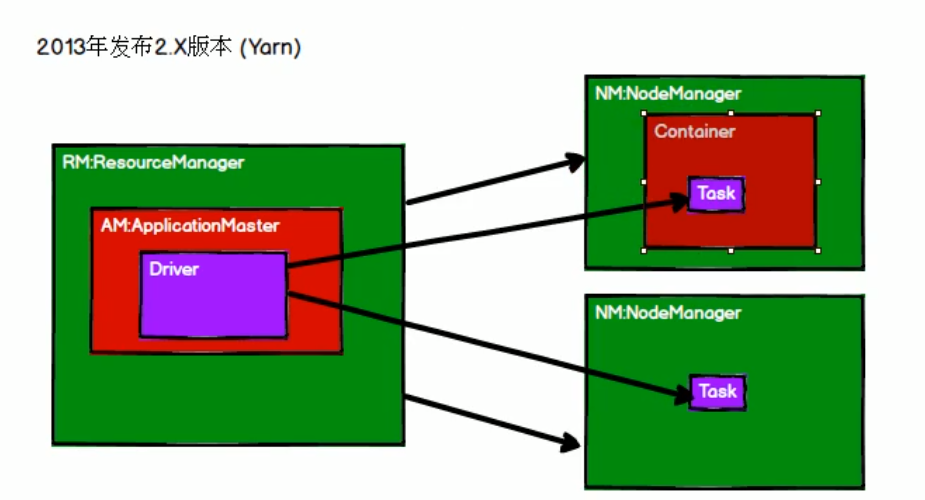 2013年发布2.X版本 (Yarn)
RM:ResourceManager
AM:ApplicationMaster
Driver
NM:NodeManager
Container
Task
NM:NodeManager
Task